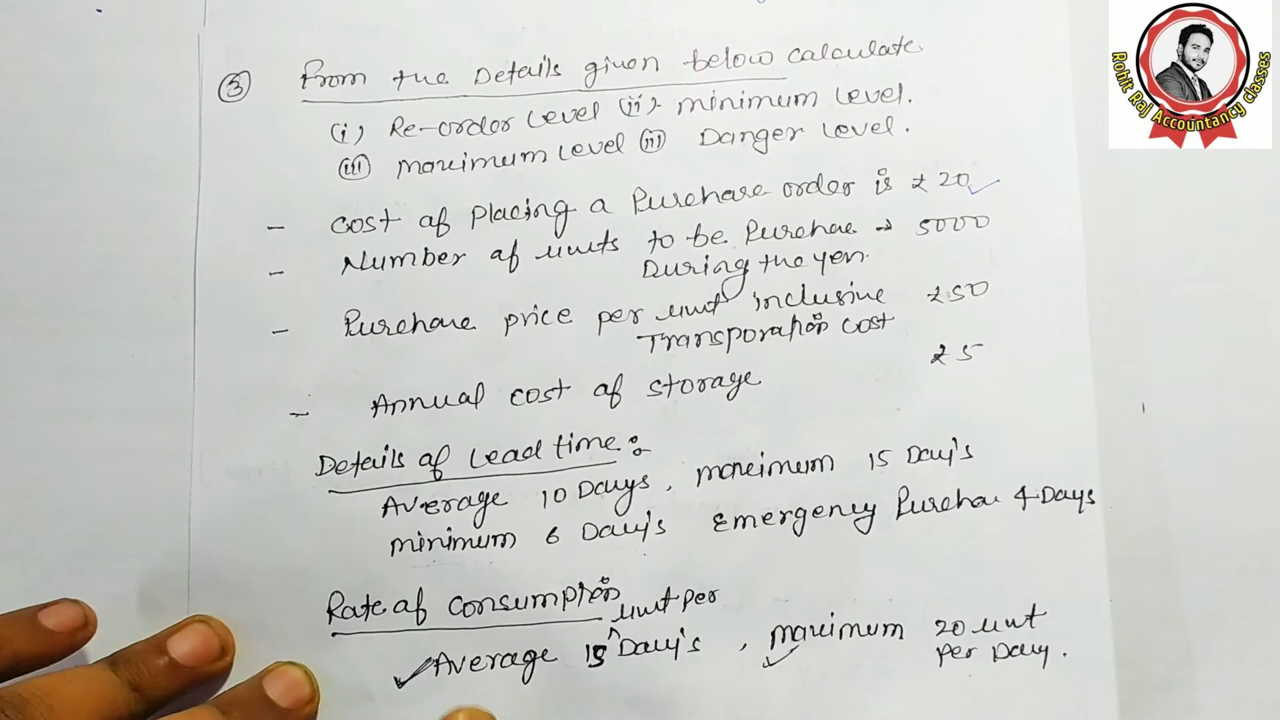 ③ From the Details given below calculate
(i) Re-order Level (ii) minimum Level.
(iii) maximum Level (ii) Danger Level.
- Cost of Placing a Purchase order is ₹ 20
- Number of units to be Purchase → 5000
During the year.
- Purchase price per unit inclusive ₹50
Transporation cost
- Annual cost of storage ₹ 5
Details of Lead time :-
Average 10 Days, maximum 15 Day's
minimum 6 Day's Emergency Purchase 4 Days
Rate of Consumption
unit per
Average 15 Day's , maximum 20 unit
per Day.
Rohit Raj Accountancy classes